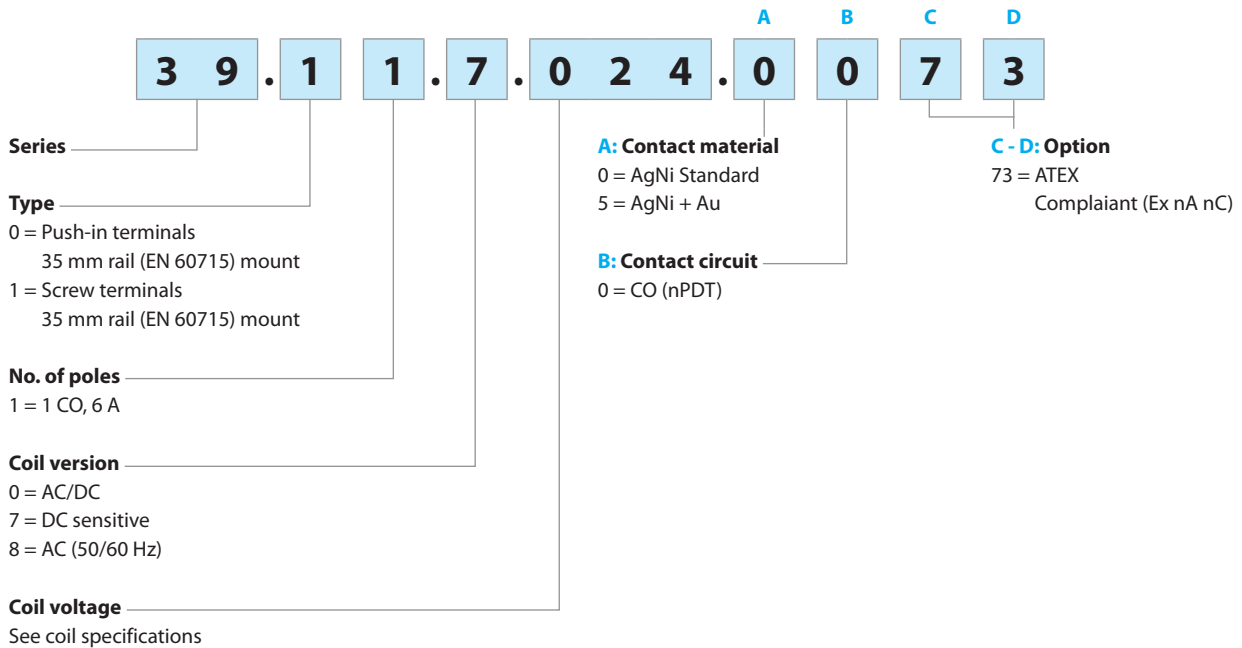 A B C D
3 9 . 1 1 . 7 . 0 2 4 . 0 0 7 3
Series
Type
0 = Push-in terminals
35 mm rail (EN 60715) mount
1 = Screw terminals
35 mm rail (EN 60715) mount
No. of poles
1 = 1 CO, 6 A
Coil version
0 = AC/DC
7 = DC sensitive
8 = AC (50/60 Hz)
Coil voltage
See coil specifications
A: Contact material
0 = AgNi Standard
5 = AgNi + Au
B: Contact circuit
0 = CO (nPDT)
C - D: Option
73 = ATEX
Complaiant (Ex nA nC)